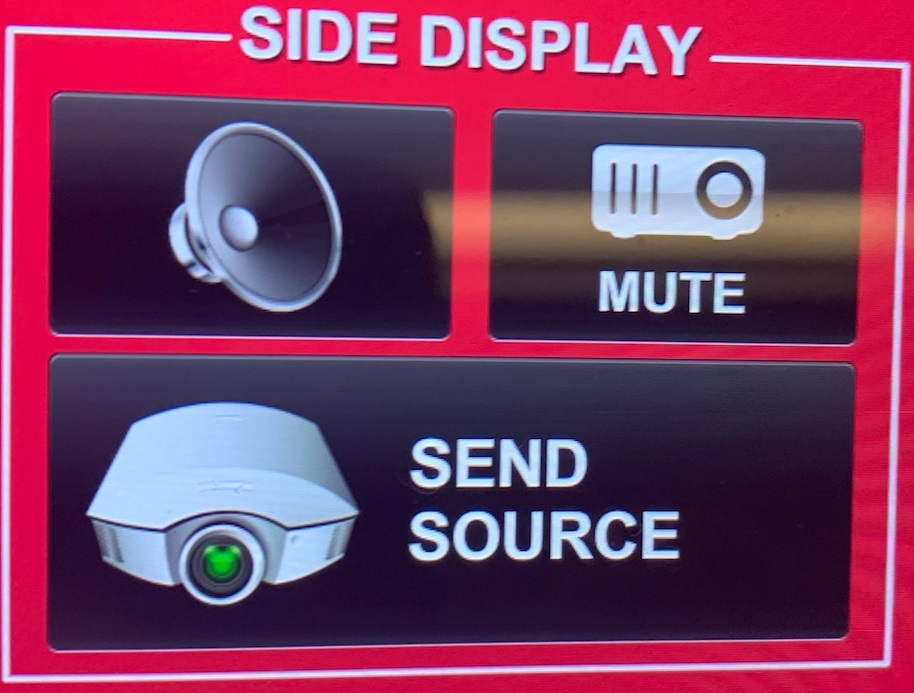 SIDE DISPLAY
MUTE
SEND
SOURCE